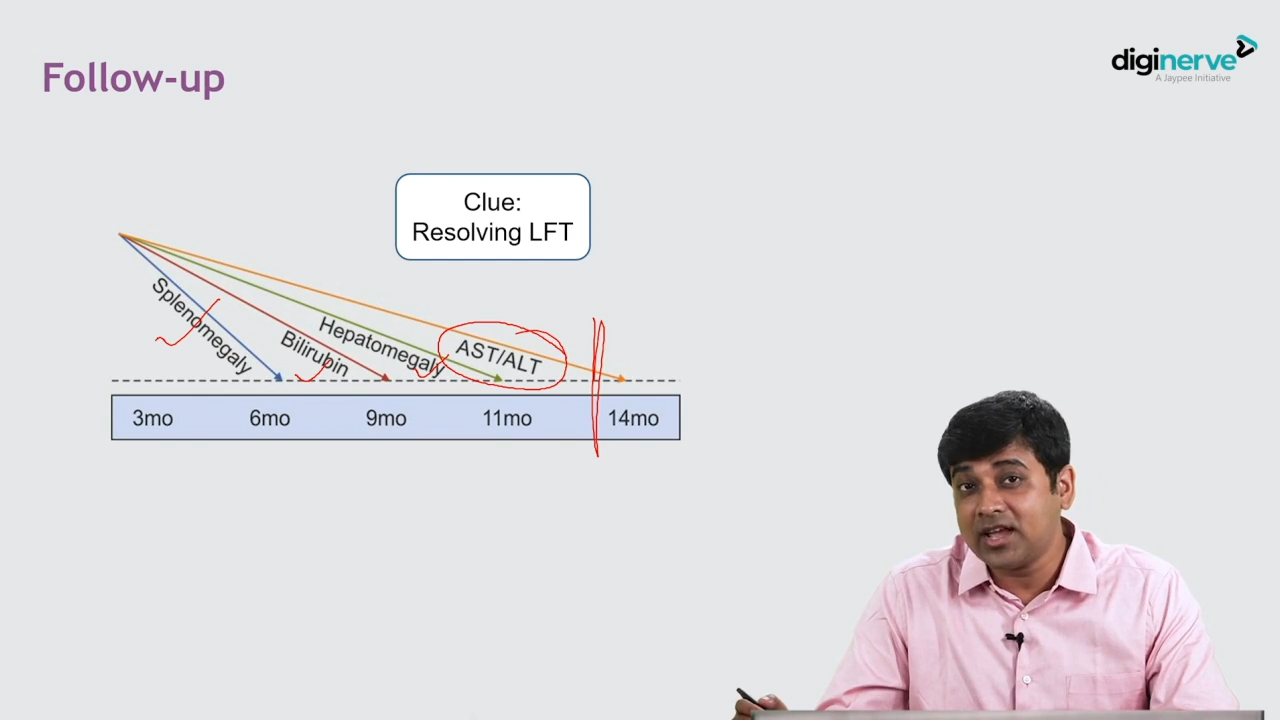 Follow-up
diginerve
A Jaypee Initiative
Clue:
Resolving LFT
Splenomegaly
Bilirubin
Hepatomegaly
AST/ALT
3mo 6mo 9mo 11mo 14mo